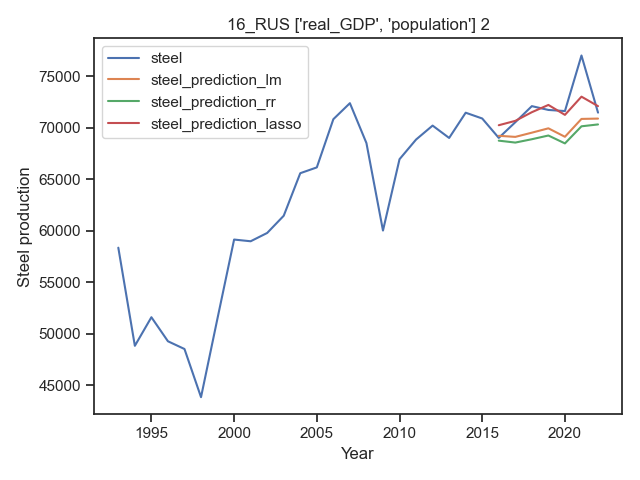 16_RUS ['real_GDP', 'population'] 2
steel
steel_prediction_lm
steel_prediction_rr
steel_prediction_lasso
75000
70000
65000
60000
55000
50000
45000
Steel production
1995
2000
2005
2010
2015
2020
Year